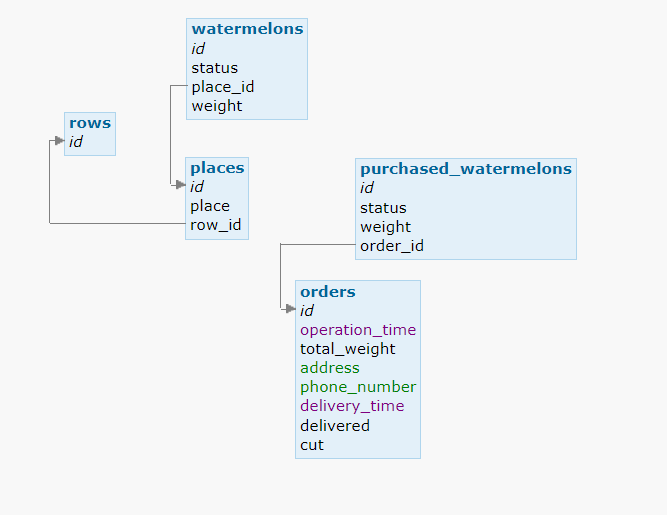 watermelons
id
status
place_id
weight
rows
id
places
id
place
row_id
purchased_watermelons
id
status
weight
order_id
orders
id
operation_time
total_weight
address
phone_number
delivery_time
delivered
cut